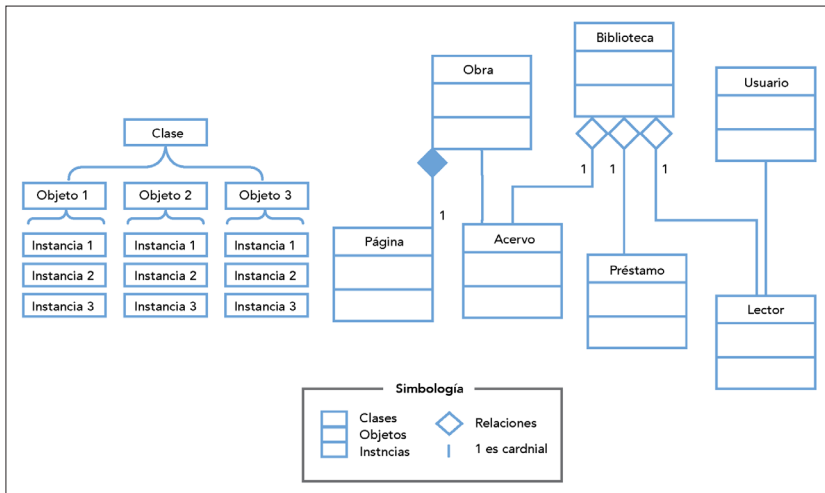 Clase
Objeto 1
Objeto 2
Objeto 3
Instancia 1
Instancia 1
Instancia 1
Instancia 2
Instancia 2
Instancia 2
Instancia 3
Instancia 3
Instancia 3
Obra
Biblioteca
Usuario
1
1
1
1
Página
Acervo
Préstamo
Lector
Simbología
Clases
Objetos
Instncias
Relaciones
1 es cardnial